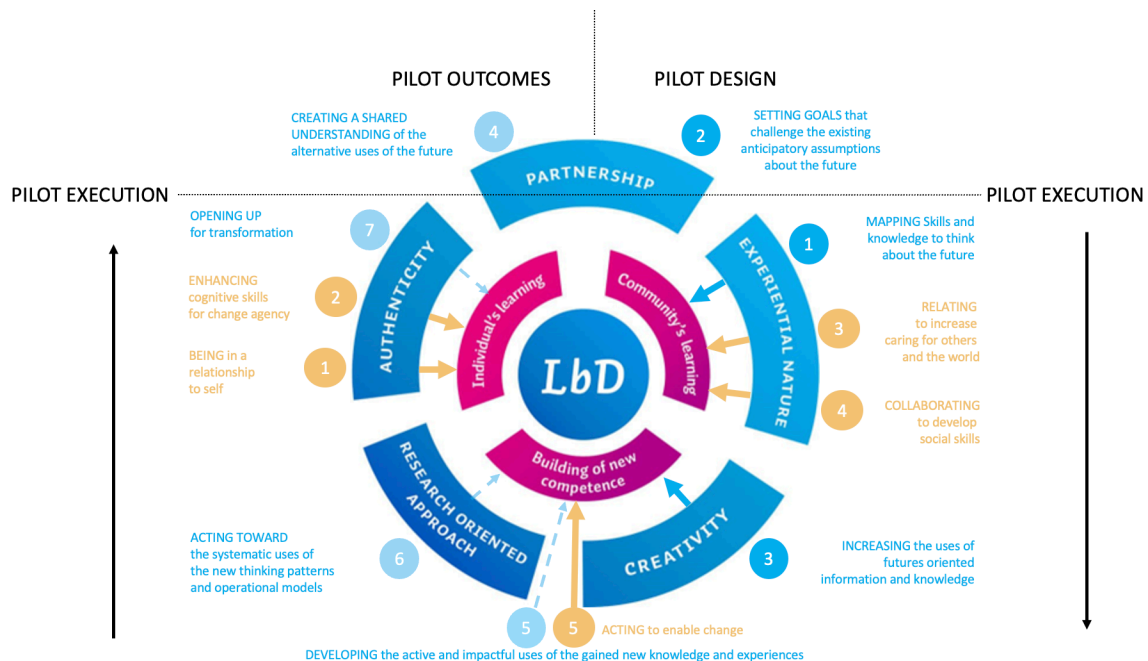 PILOT OUTCOMES
PILOT DESIGN
CREATING A SHARED
UNDERSTANDING of the
alternative uses of the future
4
2
SETTING GOALS that
challenge the existing
anticipatory assumptions
about the future
PARTNERSHIP
PILOT EXECUTION
PILOT EXECUTION
OPENING UP
for transformation
7
1
MAPPING Skills and
knowledge to think
about the future
ENHANCING
cognitive skills
for change agency
2
AUTHENTICITY
Individual's learning
Community's learning
EXPERIENTIAL NATURE
3
RELATING
to increase
caring for others
and the world
BEING in a
relationship
to self
1
LbD
4
COLLABORATING
to develop
social skills
Building of new
competence
RESEARCH ORIENTED
APPROACH
CREATIVITY
ACTING TOWARD
the systematic uses of
the new thinking patterns
and operational models
6
3
INCREASING the uses of
futures oriented
information and knowledge
5
5
ACTING to enable change
DEVELOPING the active and impactful uses of the gained new knowledge and experiences